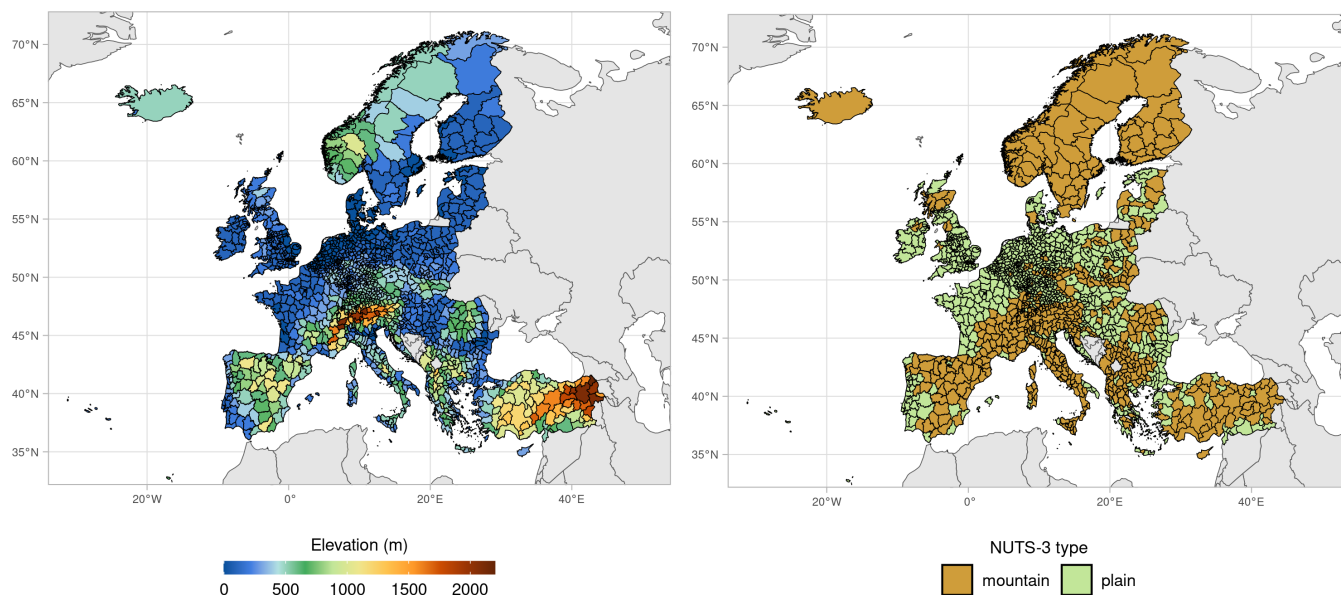 70°N
65°N
60°N
55°N
50°N
45°N
40°N
35°N
20°W 0° 20°E 40°E
Elevation (m)
0 500 1000 1500 2000
70°N
65°N
60°N
55°N
50°N
45°N
40°N
35°N
20°W 0° 20°E 40°E
NUTS-3 type
mountain plain